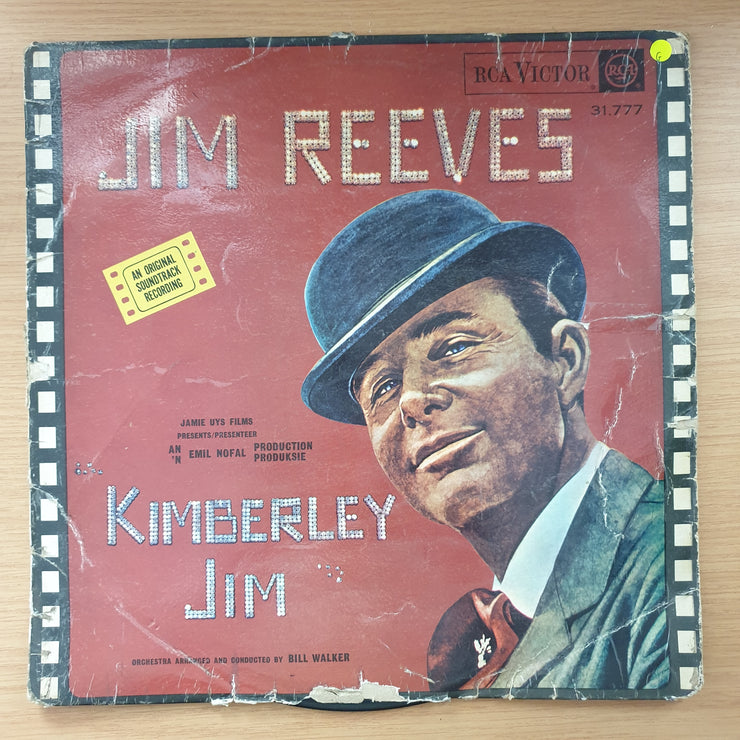 RCA VICTOR
RCA
31.777
JIM REEVES
AN ORIGINAL
SOUNDTRACK
RECORDING
JAMIE UYS FILMS
PRESENTS/PRESENTEER
AN PRODUCTION
'N EMIL NOFAL PRODUKSIE
KIMBERLEY
JIM
ORCHESTRA ARRANGED AND CONDUCTED BY BILL WALKER